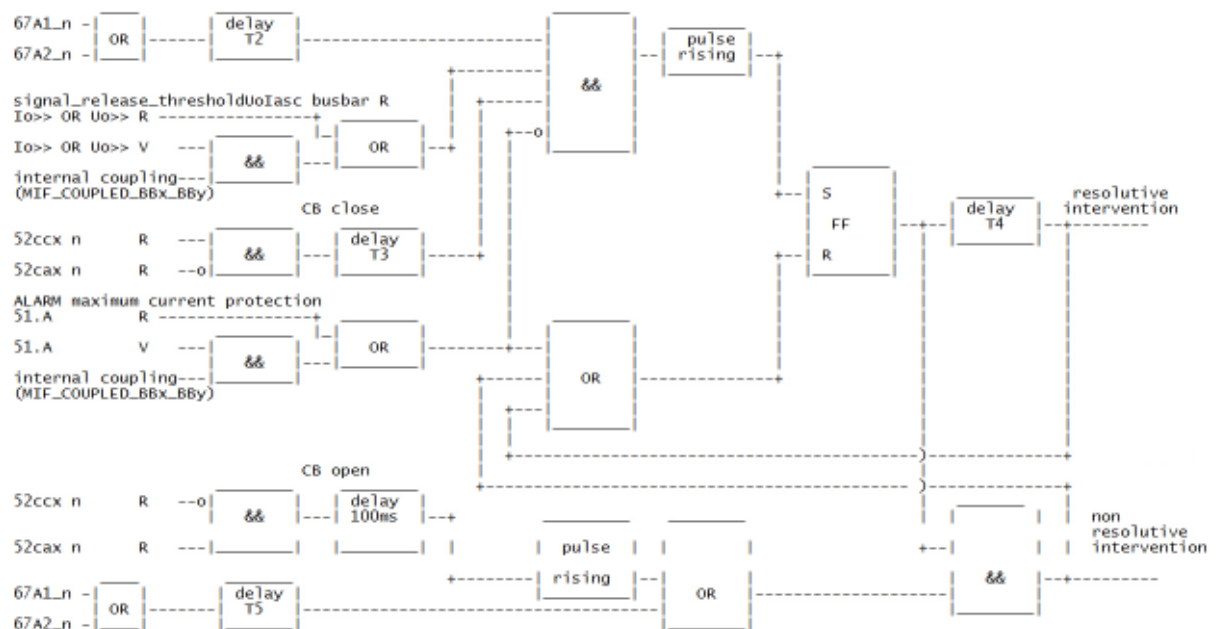 67A1_n
OR
delay
T2
67A2_n
pulse
rising
&&
signal_release_thresholdUoIasc busbar R
Io>> OR Uo>> R
OR
Io>> OR Uo>> V
&&
internal coupling
(MIF_COUPLED_BBx_BBy)
CB close
S
FF
R
delay
T4
resolutive
intervention
52ccx n R
&&
delay
T3
52cax n R
ALARM maximum current protection
51.A R
OR
51.A V
&&
internal coupling
(MIF_COUPLED_BBx_BBy)
OR
CB open
52ccx n R
&&
delay
100ms
52cax n R
pulse
rising
OR
&&
non
resolutive
intervention
67A1_n
OR
delay
T5
67A2_n